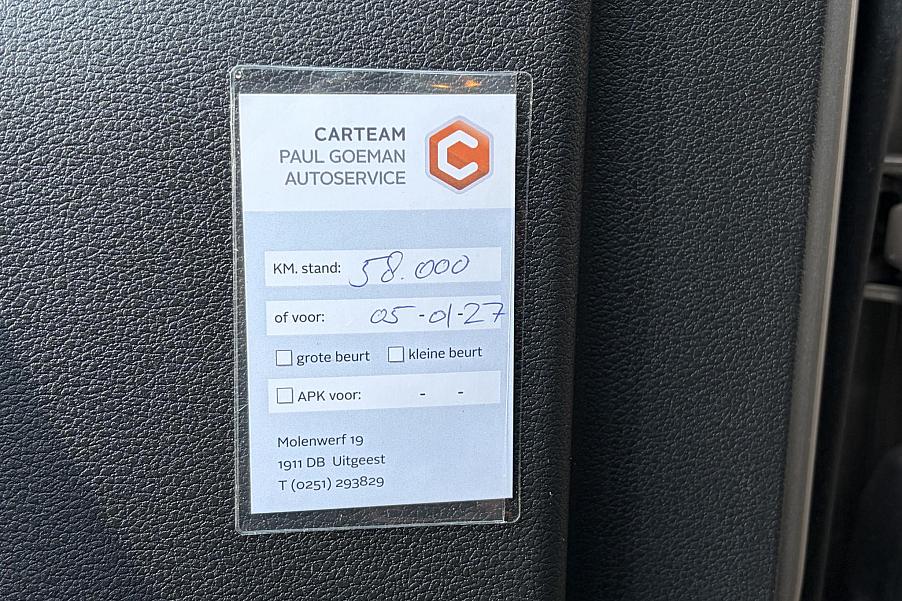 CARTEAM
PAUL GOEMAN
AUTOSERVICE
KM. stand: 58.000
of voor: 05-01-27
grote beurt kleine beurt
APK voor: - -
Molenwerf 19
1911 DB Uitgeest
T (0251) 293829